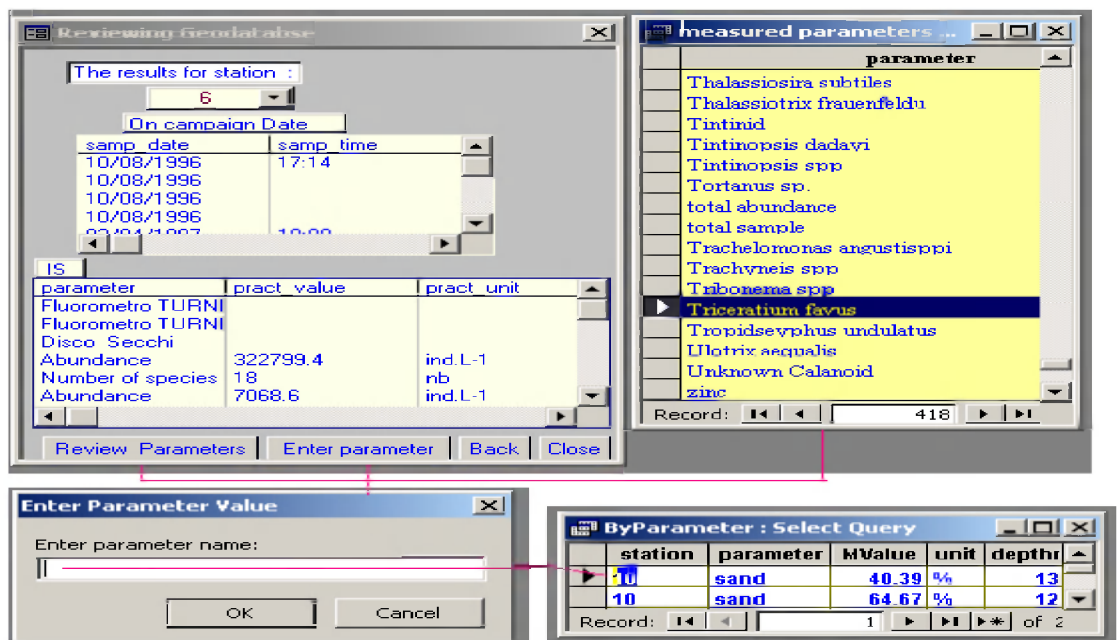 Reviewing Geodatabase
The results for station :
6
On campaign Date
samp_date samp_time
10/08/1996 17:14
10/08/1996
10/08/1996
10/08/1996
IS
parameter pract_value pract_unit
Fluorometro TURNI
Fluorometro TURNI
Disco Secchi
Abundance 322799.4 ind.L-1
Number of species 18 nb
Abundance 7068.6 ind.L-1
Review Parameters Enter parameter Back Close
measured parameters ...
parameter
Thalassiosira subtiles
Thalassiotrix frauenfeldu
Tintinid
Tintinopsis dadayi
Tintinopsis spp
Tortanus sp.
total abundance
total sample
Trachelomonas angustisppi
Trachyneis spp
Tribonema spp
Triceratium favus
Tropidseyphus undulatus
Ulotrix aequalis
Unknown Calanoid
zinc
Record: 418
Enter Parameter Value
Enter parameter name:
OK Cancel
ByParameter : Select Query
station parameter MValue unit depthr
10 sand 40.39 % 13
10 sand 64.67 % 12
Record: 1 of 2